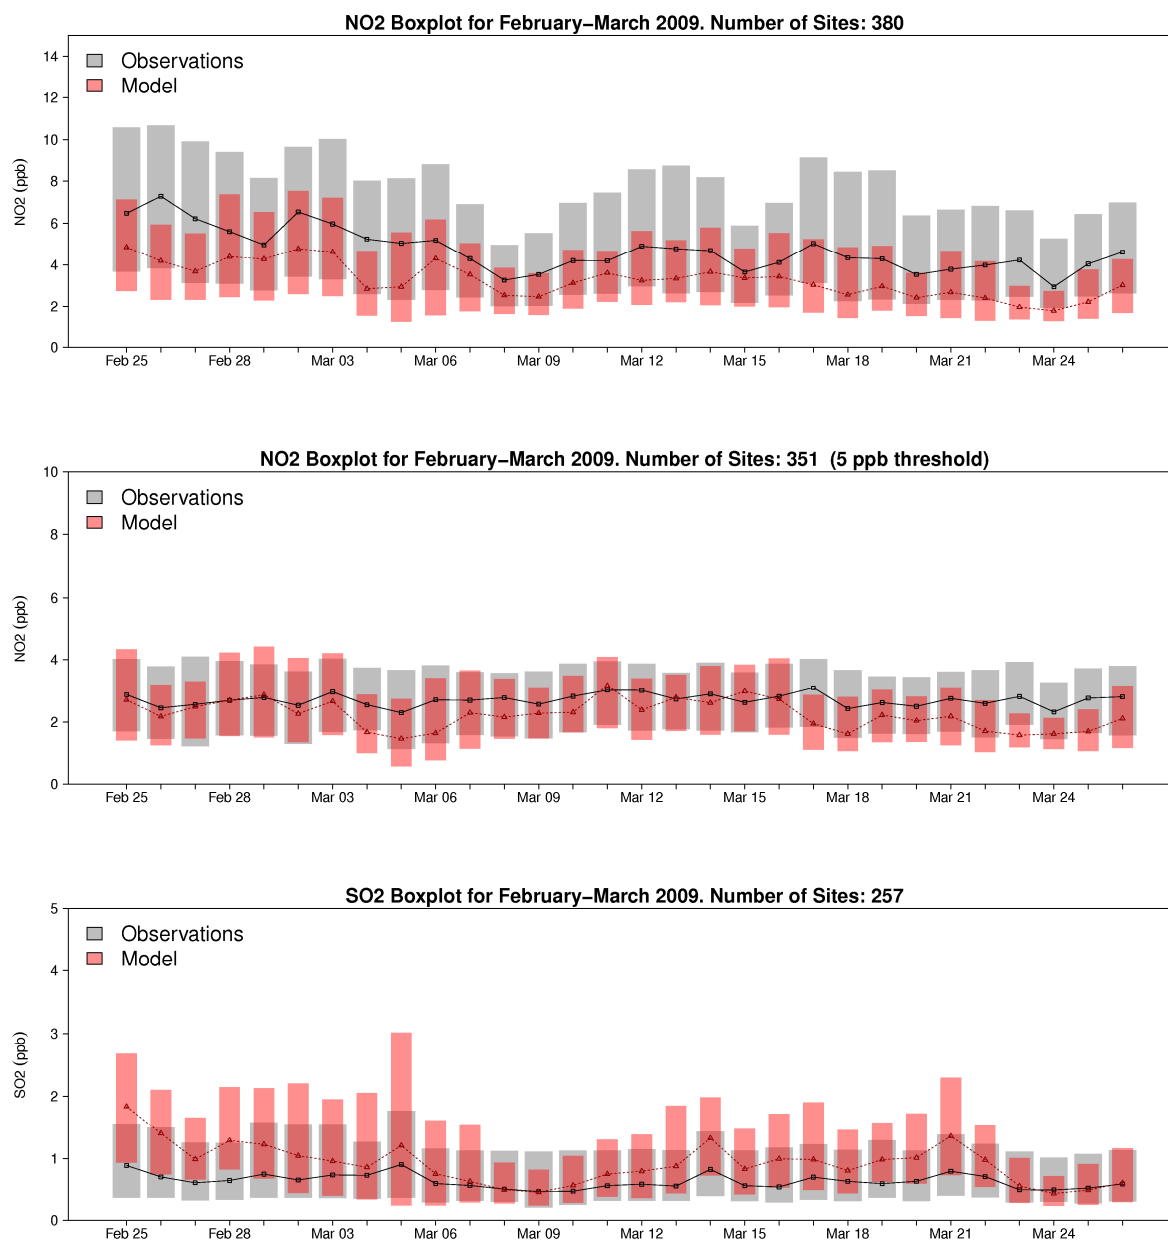 NO2 Boxplot for February−March 2009. Number of Sites: 380
14
12
10
8
6
4
2
0
NO2 (ppb)
Observations
Model
Feb 25 Feb 28 Mar 03 Mar 06 Mar 09 Mar 12 Mar 15 Mar 18 Mar 21 Mar 24
NO2 Boxplot for February−March 2009. Number of Sites: 351 (5 ppb threshold)
10
8
6
4
2
0
NO2 (ppb)
Observations
Model
Feb 25 Feb 28 Mar 03 Mar 06 Mar 09 Mar 12 Mar 15 Mar 18 Mar 21 Mar 24
SO2 Boxplot for February−March 2009. Number of Sites: 257
5
4
3
2
1
0
SO2 (ppb)
Observations
Model
Feb 25 Feb 28 Mar 03 Mar 06 Mar 09 Mar 12 Mar 15 Mar 18 Mar 21 Mar 24